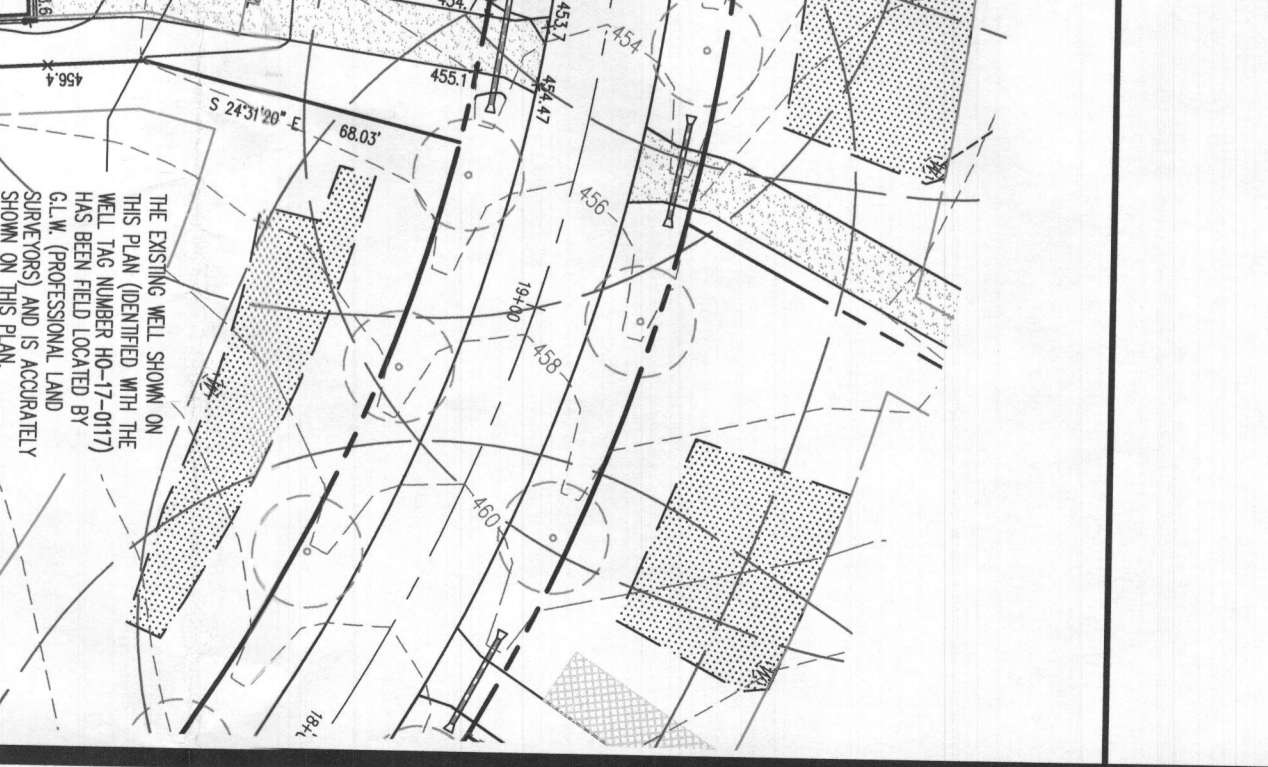 454
453.7
455.1
454.47
456.4
S 24°31'20" E
68.03'
456
19+00
458
460
THE EXISTING WELL SHOWN ON
THIS PLAN (IDENTIFIED WITH THE
WELL TAG NUMBER HO-17-0117)
HAS BEEN FIELD LOCATED BY
G.L.W. (PROFESSIONAL LAND
SURVEYORS) AND IS ACCURATELY
SHOWN ON THIS PLAN.